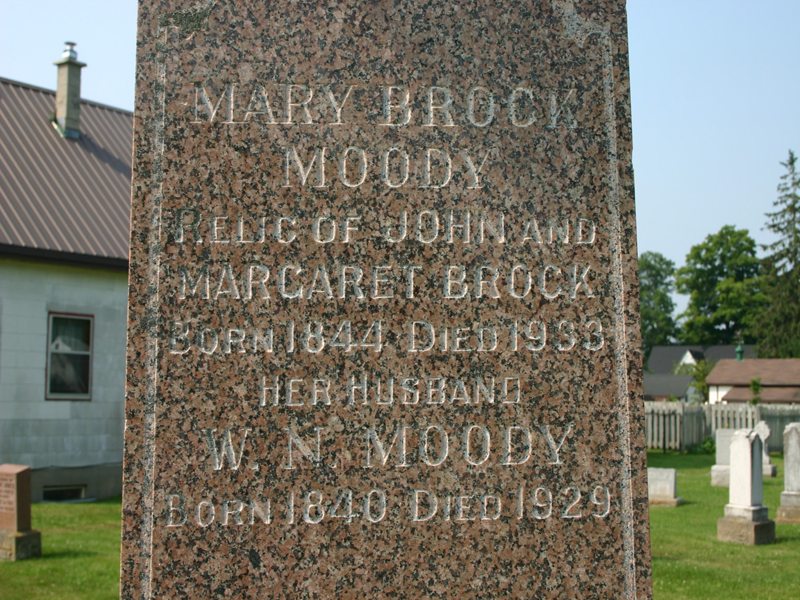 MARY BROCK
MOODY
RELIC OF JOHN AND
MARGARET BROCK
BORN 1844 DIED 1933
HER HUSBAND
W. N. MOODY
BORN 1840 DIED 1929